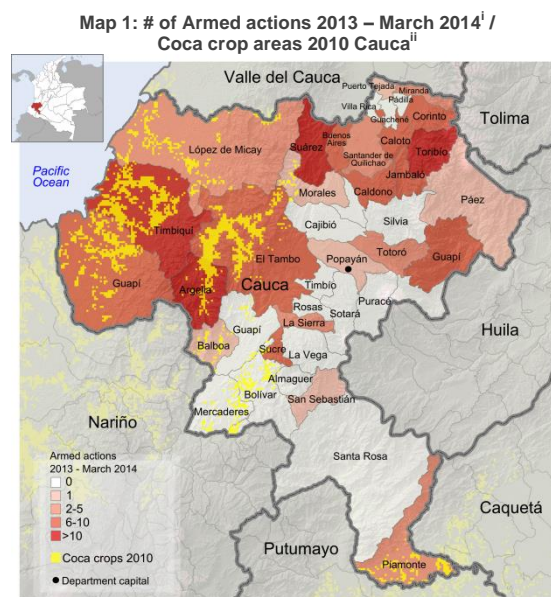 Map 1: # of Armed actions 2013 – March 2014i /
Coca crop areas 2010 Caucaii
Valle del Cauca
Puerto Tejada
Miranda
Padilla
Villa Rica
Guachené
Corinto
Tolima
Buenos
Aires
Caloto
Toribío
Suárez
López de Micay
Santander de
Quilichao
Jambaló
Pacific
Ocean
Morales
Caldono
Páez
Cajibío
Silvia
Timbiquí
El Tambo
Popayán
Totoró
Guapí
Guapí
Argelia
Cauca
Timbío
Puracé
Rosas
Sotará
Guapí
La Sierra
Huila
Balboa
Sucre
La Vega
Almaguer
Bolívar
San Sebastián
Mercaderes
Nariño
Santa Rosa
Armed actions
2013 - March 2014
0
1
2-5
6-10
>10
Coca crops 2010
Department capital
Caquetá
Putumayo
Piamonte